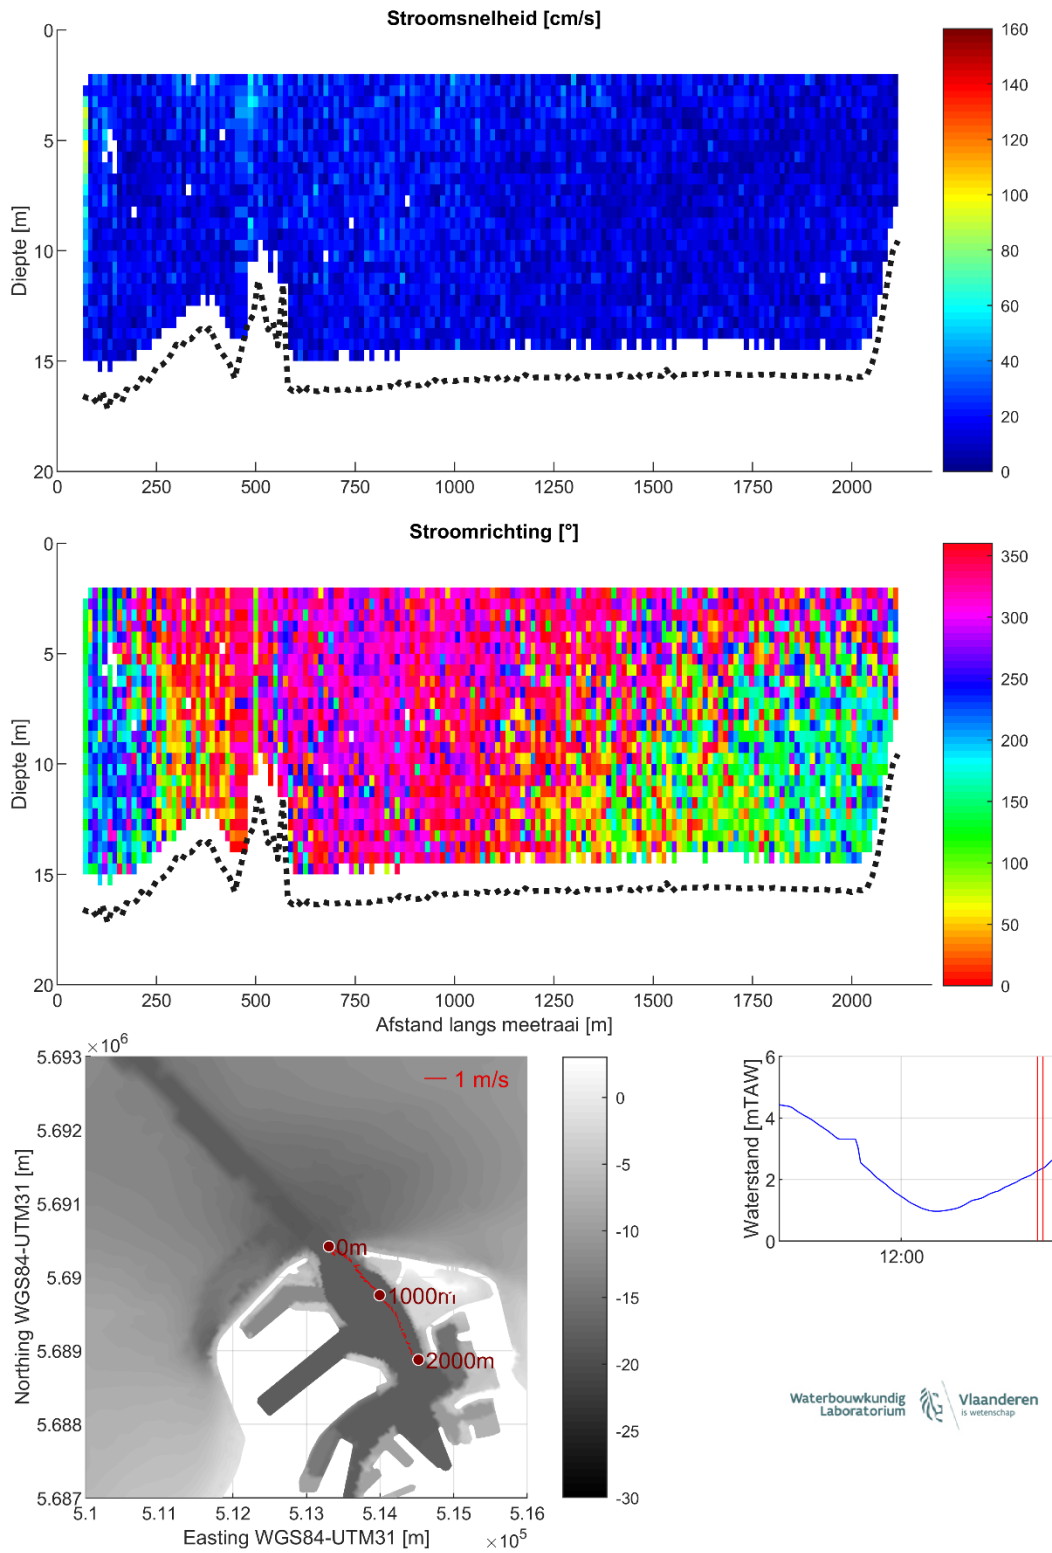 Stroomsnelheid [cm/s]
0
5
10
15
20
Diepte [m]
0 250 500 750 1000 1250 1500 1750 2000
160
140
120
100
80
60
40
20
0
Stroomrichting [°]
0
5
10
15
20
Diepte [m]
0 250 500 750 1000 1250 1500 1750 2000
Afstand langs meetraai [m]
350
300
250
200
150
100
50
0
×10⁶
5.693
5.692
5.691
5.69
5.689
5.688
5.687
Northing WGS84-UTM31 [m]
1 m/s
0m
1000m
2000m
5.1 5.11 5.12 5.13 5.14 5.15 5.16
Easting WGS84-UTM31 [m]
×10⁵
0
-5
-10
-15
-20
-25
-30
6
4
2
0
Waterstand [mTAW]
12:00
Waterbouwkundig
Laboratorium
Vlaanderen
is wetenschap